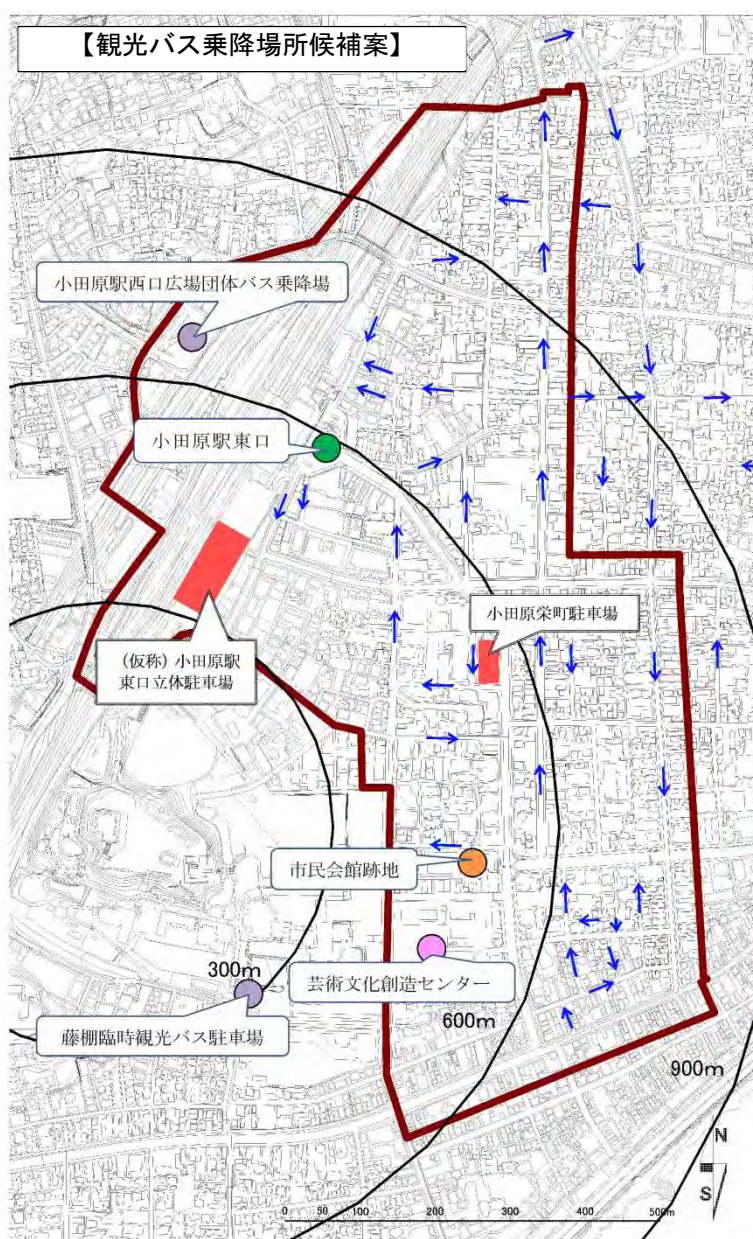 【観光バス乗降場所候補案】
小田原駅西口広場団体バス乗降場
小田原駅東口
小田原栄町駐車場
(仮称)小田原駅
東口立体駐車場
市民会館跡地
300m
芸術文化創造センター
600m
藤棚臨時観光バス駐車場
900m
N
S
0 50 100 200 300 400 500m